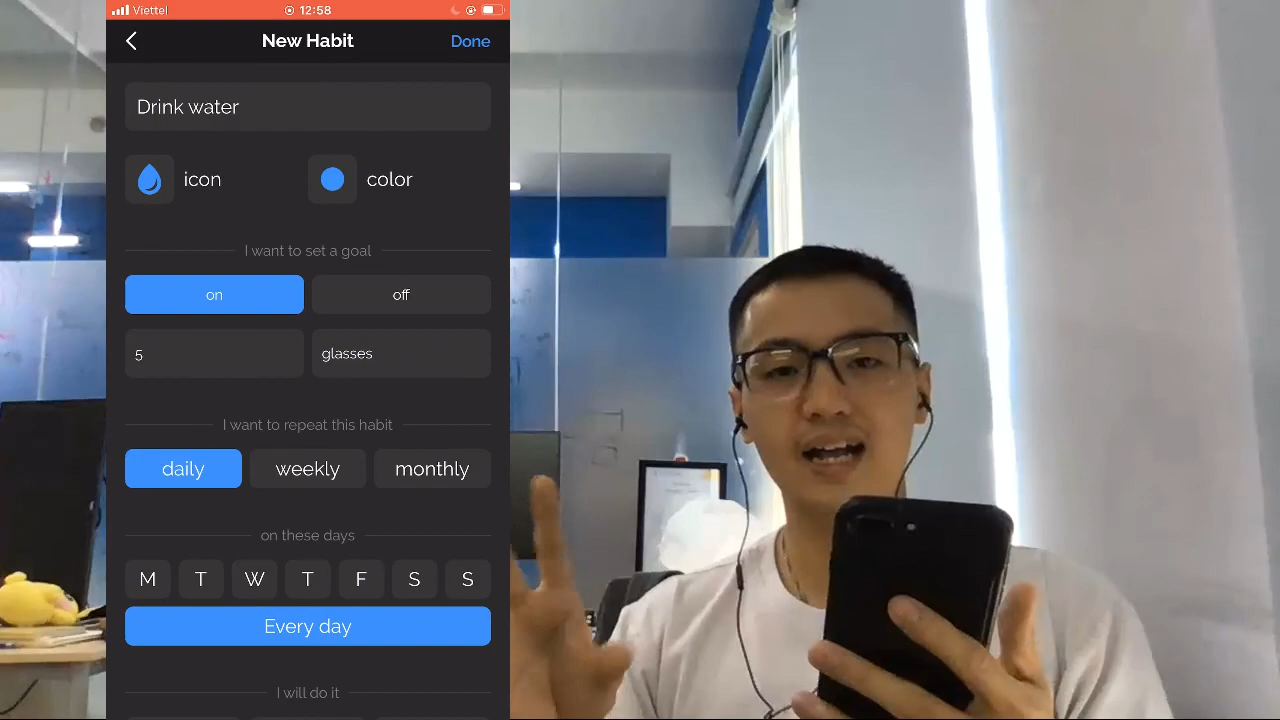 Viettel 12:58
New Habit Done
Drink water
icon color
I want to set a goal
on off
5 glasses
I want to repeat this habit
daily weekly monthly
on these days
M T W T F S S
Every day
I will do it